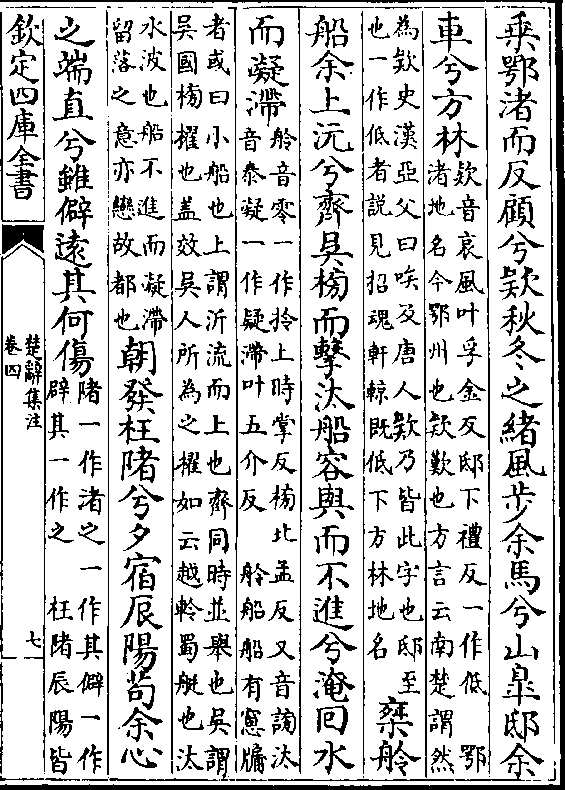 乗鄂渚而反顧兮欵秋冬之緒風步余馬兮山臯邸余
車兮方林
欵音哀風叶孚金反邸下禮反一作低 鄂
渚地名今鄂州也欵歎也方言云南楚謂然
為欵史漢亞父曰唉及唐人欵乃皆此字也邸至
也一作低者說見招魂軒輬既低下方林地名
椉舲
船余上沅兮齊吳榜而擊汰船容與而不進兮淹回水
而凝滯
舲音零一作拎上時掌反榜北孟反又音謗汰
音泰凝一作疑滯叶五介反 舲船船有窻牖
者或曰小船也上謂沂流而上也齊同時並舉也吳謂
吳國榜櫂也盖效吳人所為之櫂如云越舲蜀艇也汰
水波也船不進而凝滯
留落之意亦戀故都也
朝發枉陼兮夕宿辰陽苟余心
之端直兮雖僻逺其何傷
陼一作渚之一作其僻一作
辟其一作之 枉陼辰陽皆
欽定四庫全書
楚辭集注
卷四
七